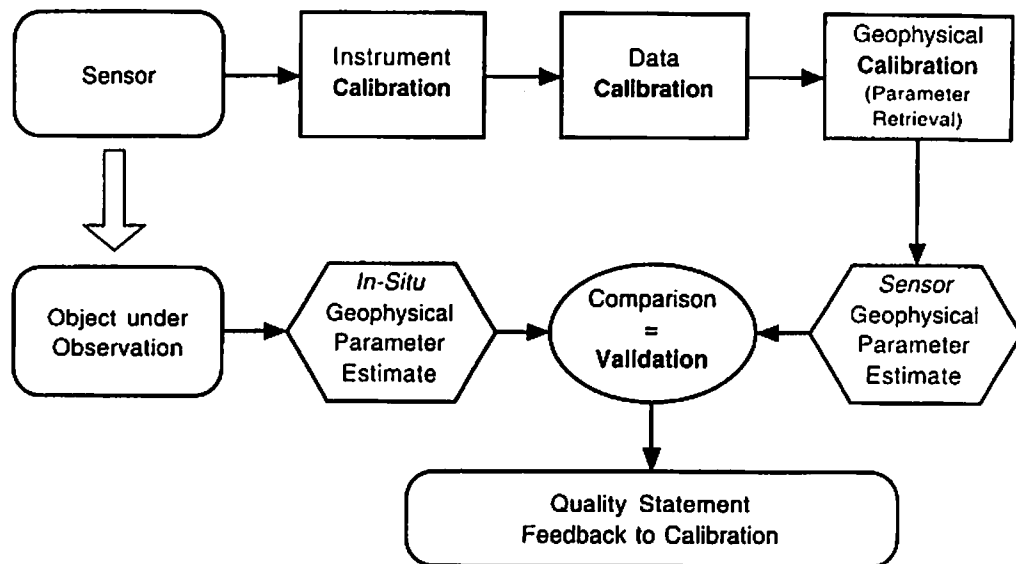 Sensor
Instrument
Calibration
Data
Calibration
Geophysical
Calibration
(Parameter
Retrieval)
Object under
Observation
In-Situ
Geophysical
Parameter
Estimate
Comparison
=
Validation
Sensor
Geophysical
Parameter
Estimate
Quality Statement
Feedback to Calibration